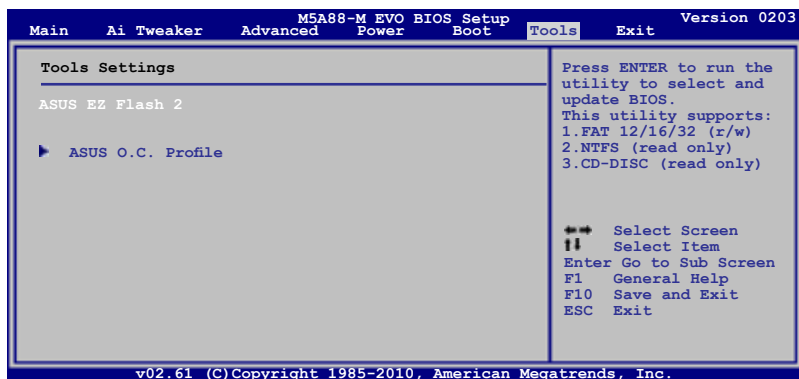 M5A88-M EVO BIOS Setup Version 0203
Main Ai Tweaker Advanced Power Boot Tools Exit
Tools Settings
ASUS EZ Flash 2
ASUS O.C. Profile
Press ENTER to run the
utility to select and
update BIOS.
This utility supports:
1.FAT 12/16/32 (r/w)
2.NTFS (read only)
3.CD-DISC (read only)
Select Screen
Select Item
Enter Go to Sub Screen
F1 General Help
F10 Save and Exit
ESC Exit
v02.61 (C)Copyright 1985-2010, American Megatrends, Inc.